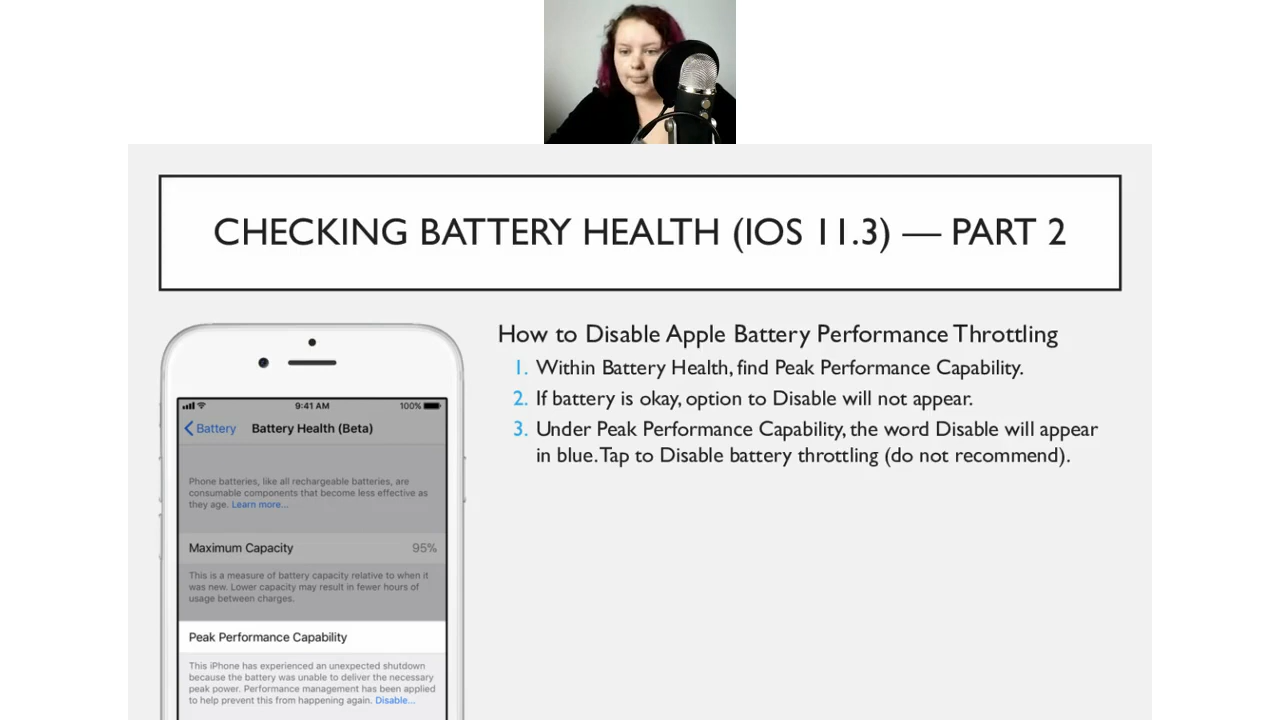 CHECKING BATTERY HEALTH (IOS 11.3) — PART 2
How to Disable Apple Battery Performance Throttling
1. Within Battery Health, find Peak Performance Capability.
2. If battery is okay, option to Disable will not appear.
3. Under Peak Performance Capability, the word Disable will appear
in blue. Tap to Disable battery throttling (do not recommend).
9:41 AM 100%
Battery Battery Health (Beta)
Phone batteries, like all rechargeable batteries, are
consumable components that become less effective as
they age. Learn more...
Maximum Capacity 95%
This is a measure of battery capacity relative to when it
was new. Lower capacity may result in fewer hours of
usage between charges.
Peak Performance Capability
This iPhone has experienced an unexpected shutdown
because the battery was unable to deliver the necessary
peak power. Performance management has been applied
to help prevent this from happening again. Disable...